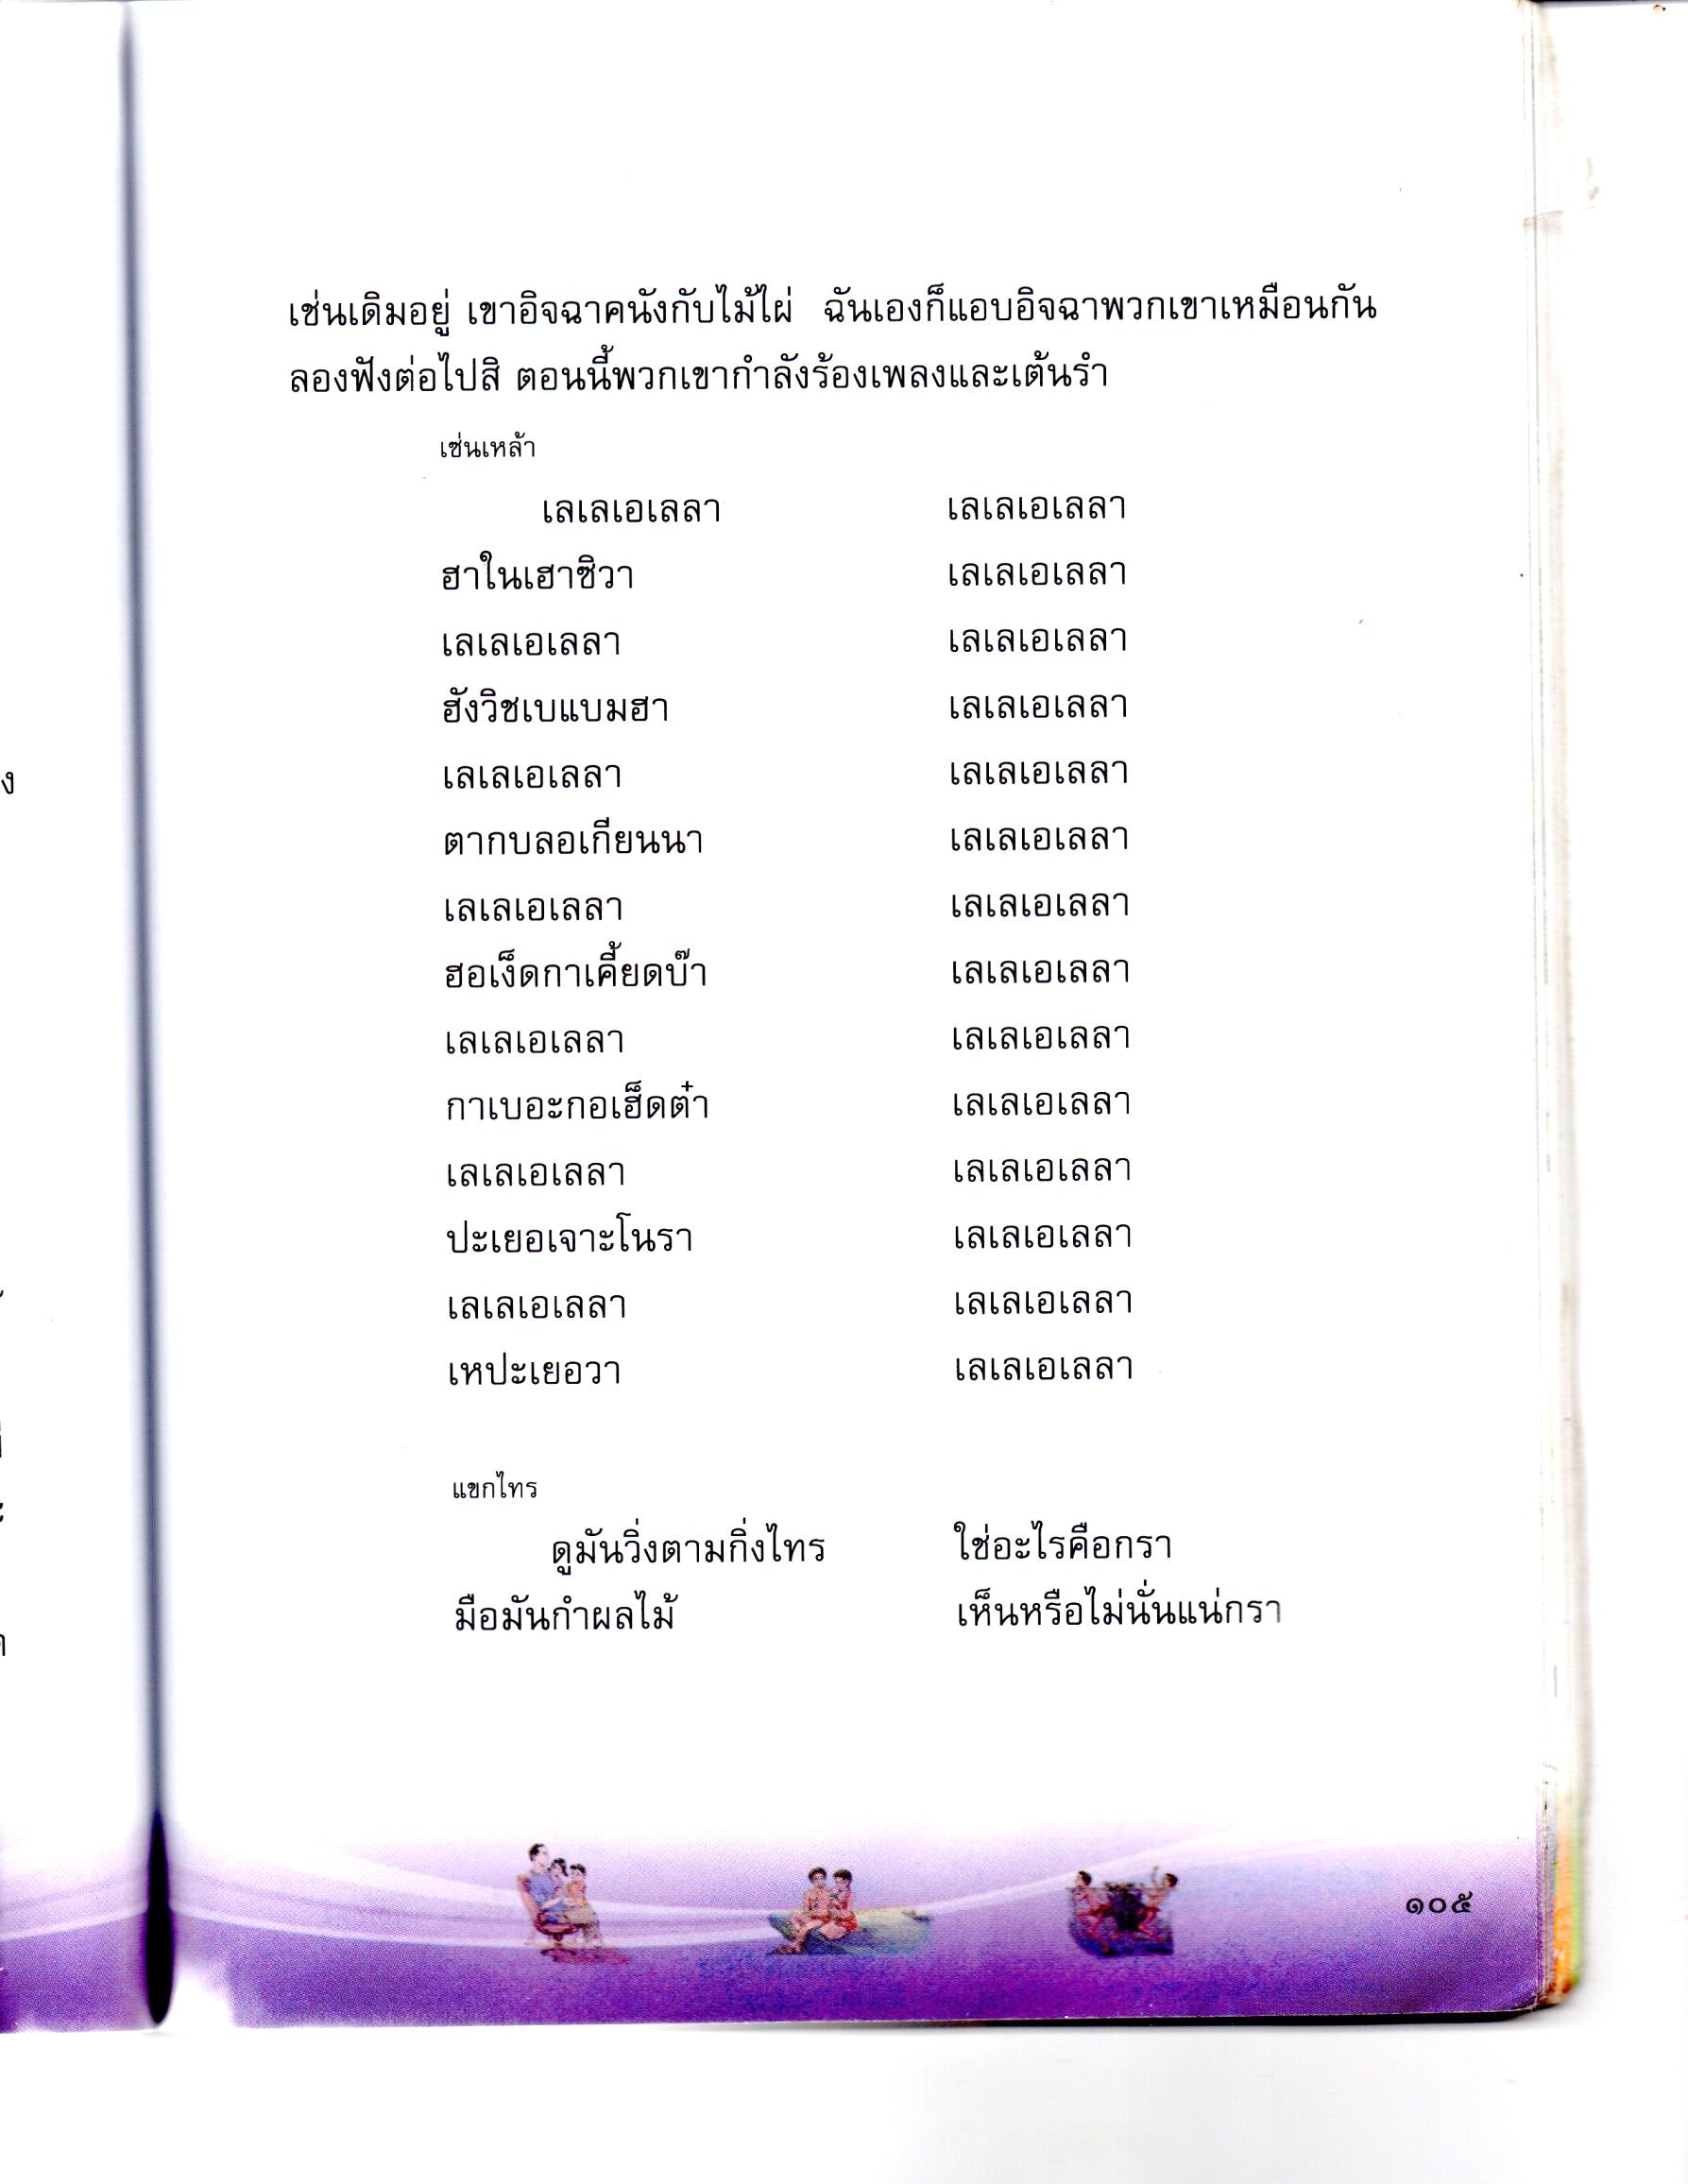 เช่นเดิมอยู่ เขาอิจฉาคนังกับไม้ไผ่ ฉันเองก็แอบอิจฉาพวกเขาเหมือนกัน
ลองฟังต่อไปสิ ตอนนี้พวกเขากำลังร้องเพลงและเต้นรำ
เซ่นเหล้า
เลเลเอเลลา เลเลเอเลลา
ฮาในเฮาซิวา เลเลเอเลลา
เลเลเอเลลา เลเลเอเลลา
ฮังวิชเบแบมฮา เลเลเอเลลา
เลเลเอเลลา เลเลเอเลลา
ตากบลอเกียนนา เลเลเอเลลา
เลเลเอเลลา เลเลเอเลลา
ฮอเง็ดกาเคี้ยดบ๊า เลเลเอเลลา
เลเลเอเลลา เลเลเอเลลา
กาเบอะกอเฮ็ดต๋า เลเลเอเลลา
เลเลเอเลลา เลเลเอเลลา
ปะเยอเจาะโนรา เลเลเอเลลา
เลเลเอเลลา เลเลเอเลลา
เหปะเยอวา เลเลเอเลลา
แขกไทร
ดูมันวิ่งตามกิ่งไทร ใช่อะไรคือกรา
มือมันกำผลไม้ เห็นหรือไม่นั่นแน่กรา
๑๐๕